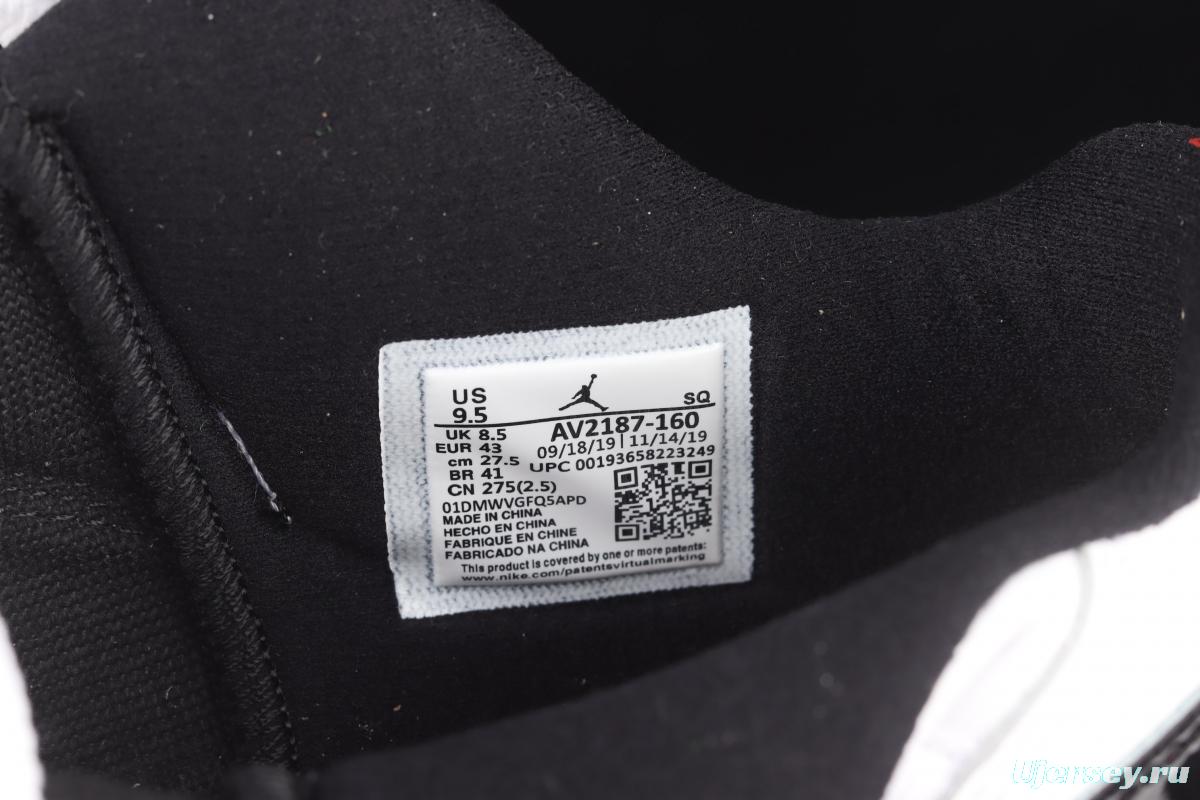 US
9.5
SQ
UK 8.5
AV2187-160
EUR 43
09/18/19 | 11/14/19
cm 27.5
UPC 00193658223249
BR 41
CN 275(2.5)
01DMWVGFQ5APD
MADE IN CHINA
HECHO EN CHINA
FABRIQUE EN CHINE
FABRICADO NA CHINA
This product is covered by one or more patents:
www.nike.com/patentsvirtualmarking
Ujersey.ru